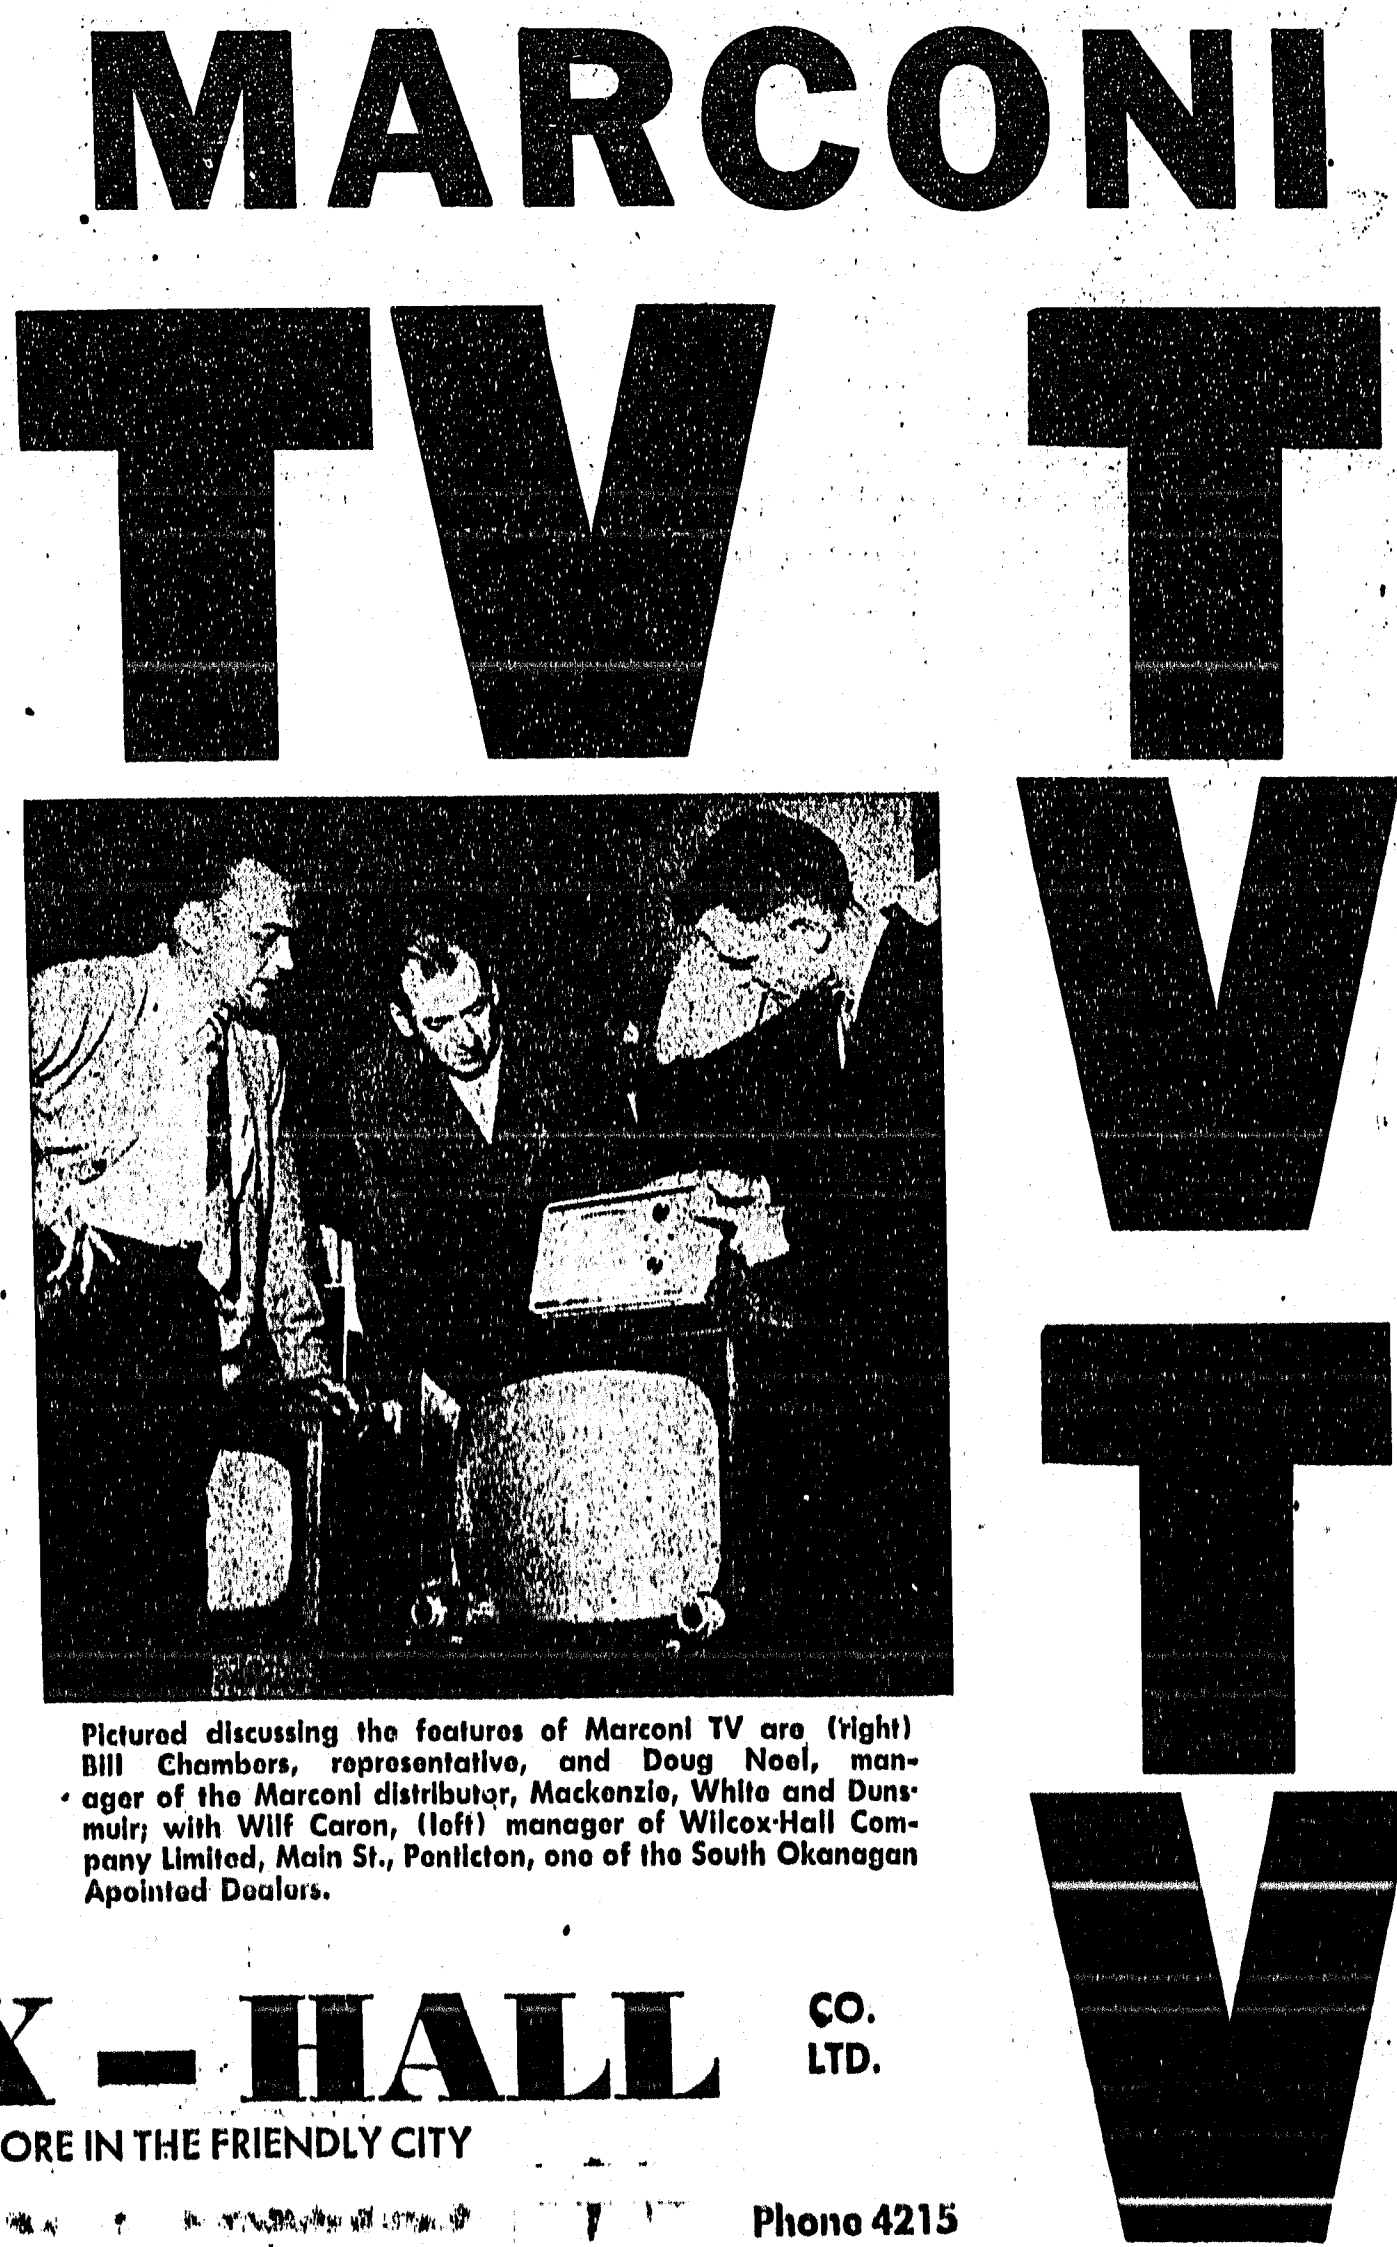 MARCONI
TV T
V
T
V
Pictured discussing the features of Marconi TV are (right)
Bill Chambers, representative, and Doug Noel, man-
ager of the Marconi distributor, Mackenzie, White and Duns-
muir; with Wilf Caron, (left) manager of Wilcox-Hall Com-
pany Limited, Main St., Penticton, one of the South Okanagan
Apointed Dealers.
X — HALL CO.
LTD.
ORE IN THE FRIENDLY CITY
Phone 4215